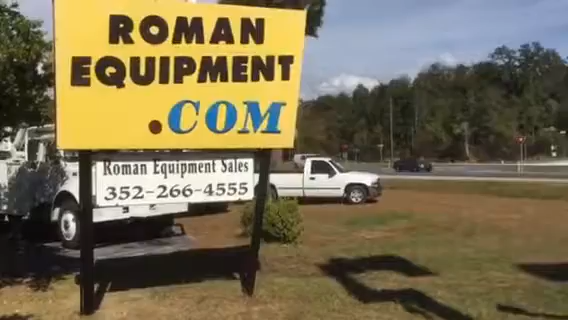 ROMAN
EQUIPMENT
.COM
Roman Equipment Sales
352-266-4555